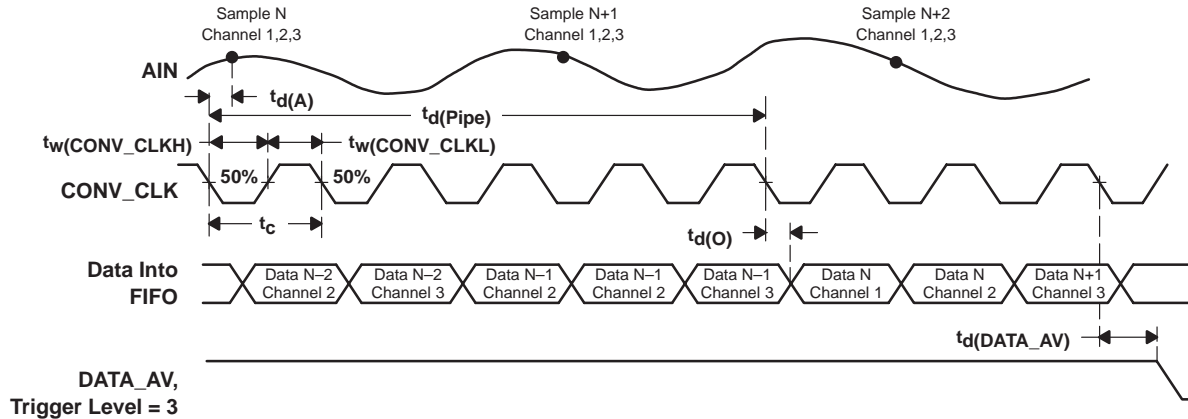 Sample N
Channel 1,2,3
Sample N+1
Channel 1,2,3
Sample N+2
Channel 1,2,3
AIN
td(A)
td(Pipe)
tw(CONV_CLKH)
tw(CONV_CLKL)
50%
50%
CONV_CLK
tc
td(O)
Data Into
FIFO
Data N–2
Channel 2
Data N–2
Channel 3
Data N–1
Channel 2
Data N–1
Channel 2
Data N–1
Channel 3
Data N
Channel 1
Data N
Channel 2
Data N+1
Channel 3
td(DATA_AV)
DATA_AV,
Trigger Level = 3